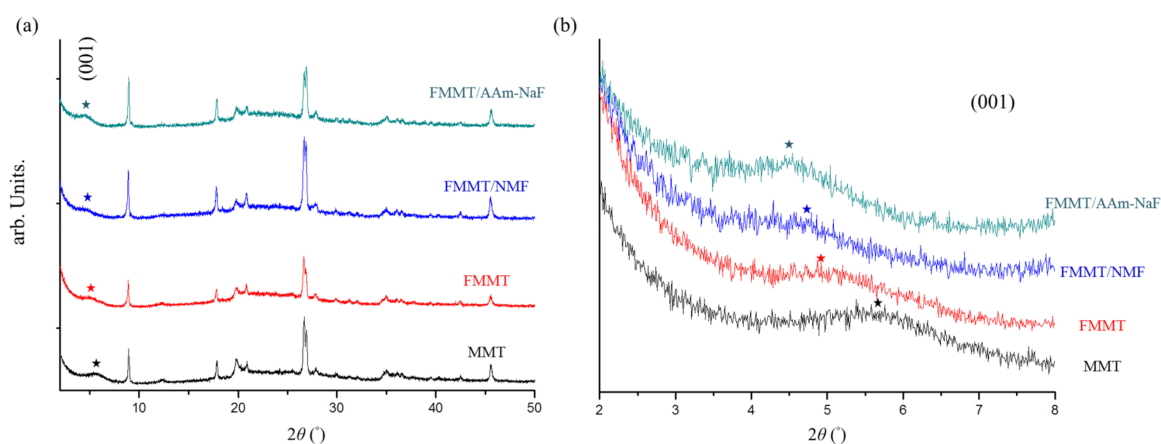 (a)
(001)
FMMT/AAm-NaF
FMMT/NMF
FMMT
MMT
arb. Units.
10 20 30 40 50
2θ (°)
(b)
(001)
FMMT/AAm-NaF
FMMT/NMF
FMMT
MMT
2 3 4 5 6 7 8
2θ (°)